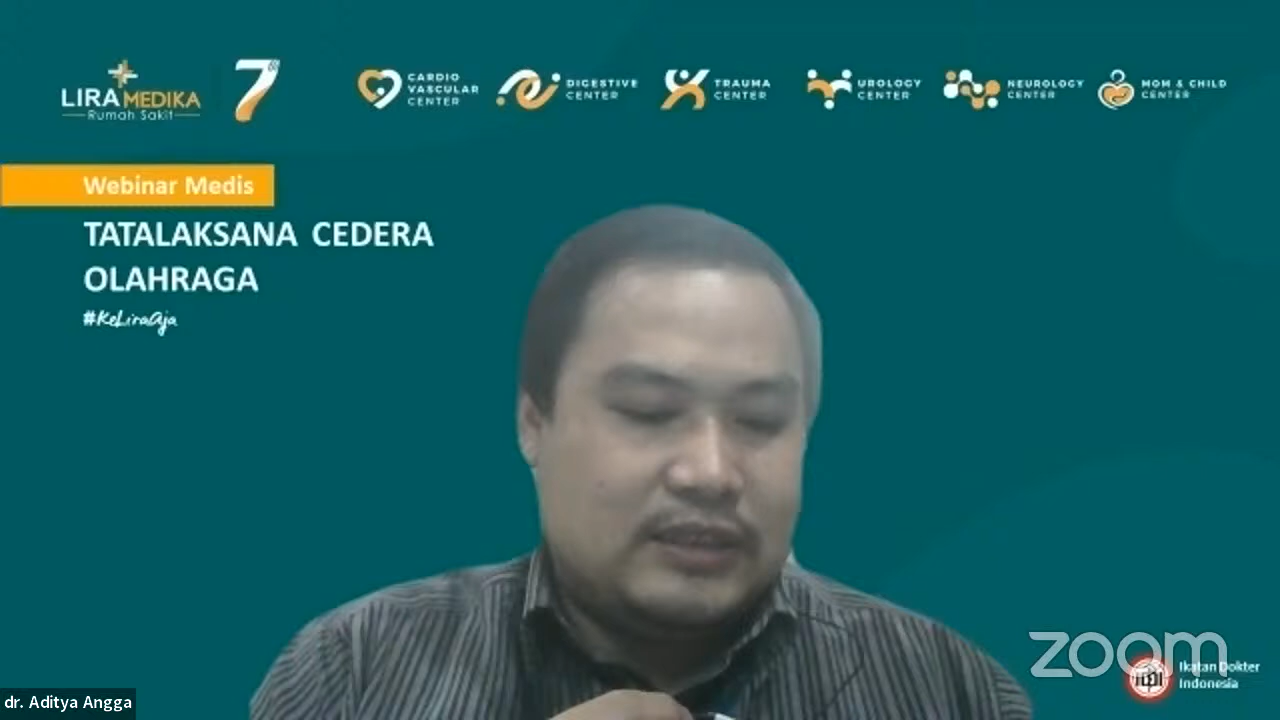 LIRA MEDIKA
Rumah Sakit
7th
CARDIO
VASCULAR
CENTER
DIGESTIVE
CENTER
TRAUMA
CENTER
UROLOGY
CENTER
NEUROLOGY
CENTER
MOM & CHILD
CENTER
Webinar Medis
TATALAKSANA CEDERA
OLAHRAGA
#KeLiraAja
zoom
Ikatan Dokter
Indonesia
dr. Aditya Angga